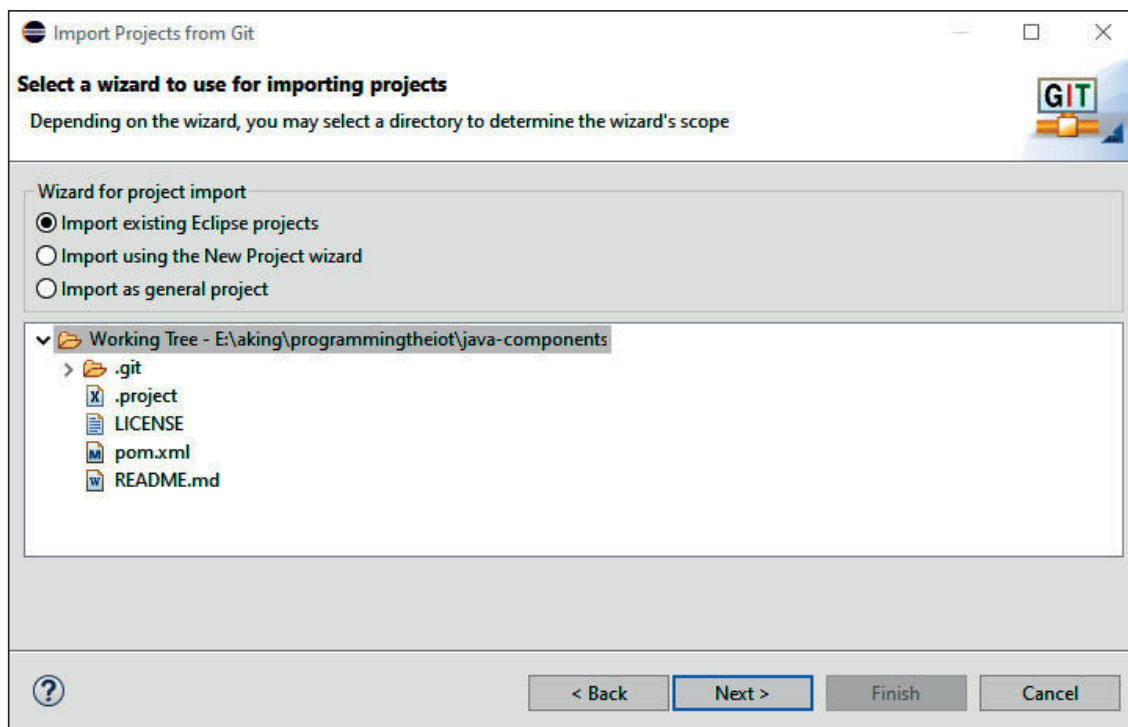 Import Projects from Git
Select a wizard to use for importing projects
Depending on the wizard, you may select a directory to determine the wizard's scope
GIT
Wizard for project import
Import existing Eclipse projects
Import using the New Project wizard
Import as general project
Working Tree - E:\aking\programmingtheiot\java-components
.git
.project
LICENSE
pom.xml
README.md
< Back Next > Finish Cancel